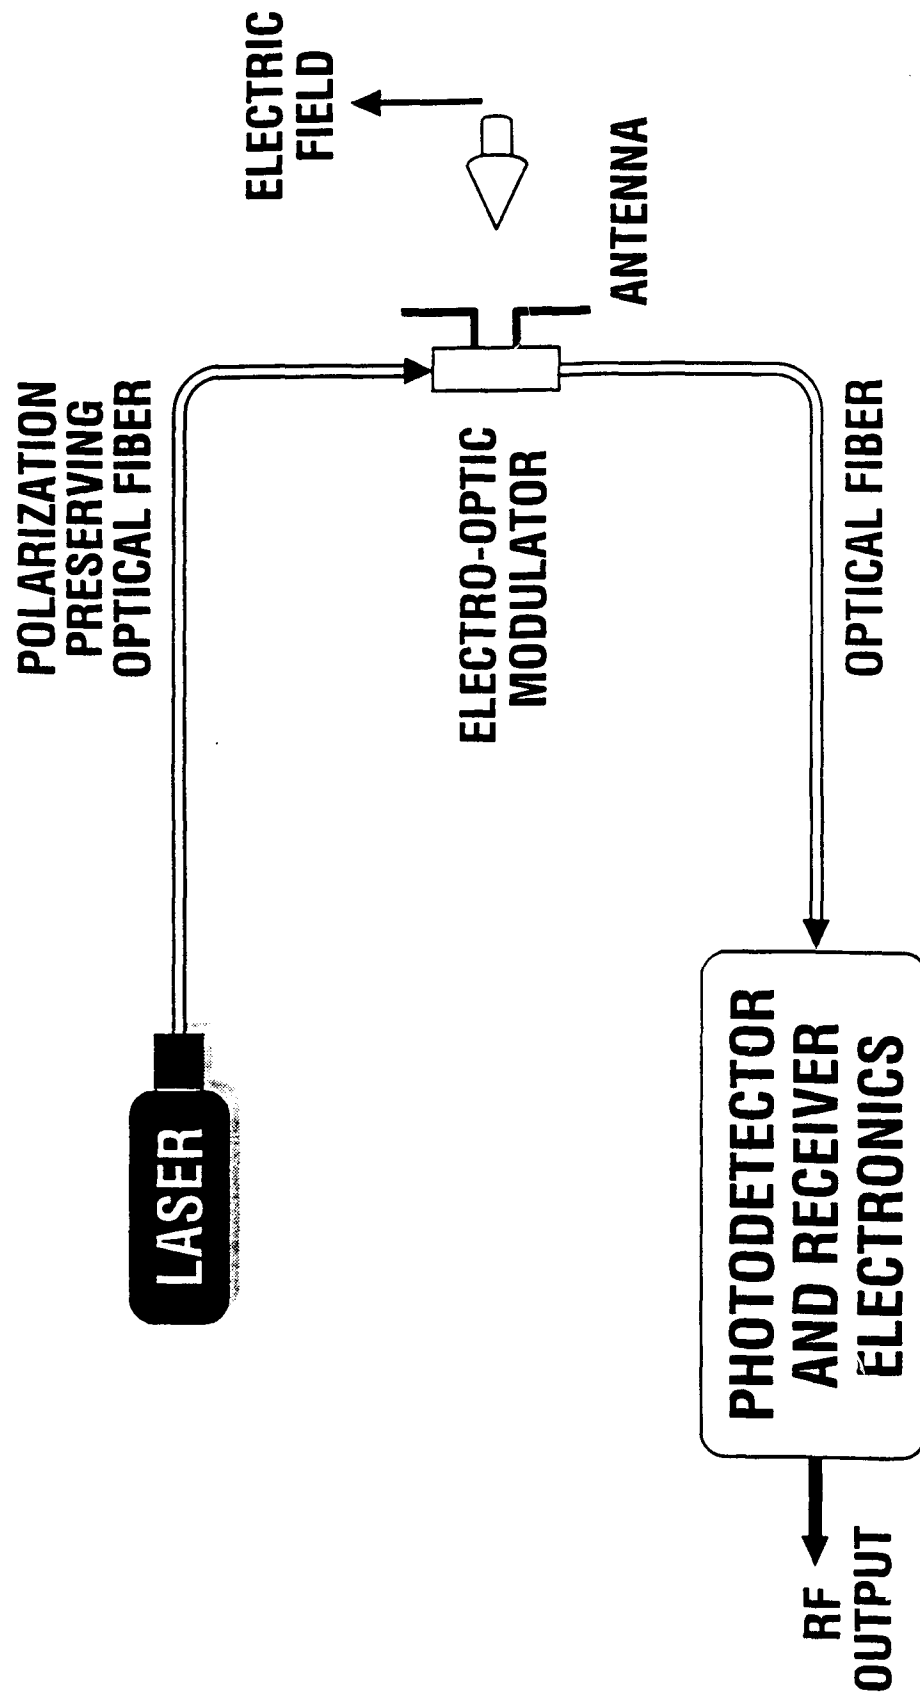 POLARIZATION
PRESERVING
OPTICAL FIBER
LASER
ELECTRIC
FIELD
ELECTRO-OPTIC
MODULATOR
ANTENNA
PHOTODETECTOR
AND RECEIVER
ELECTRONICS
RF
OUTPUT
OPTICAL FIBER